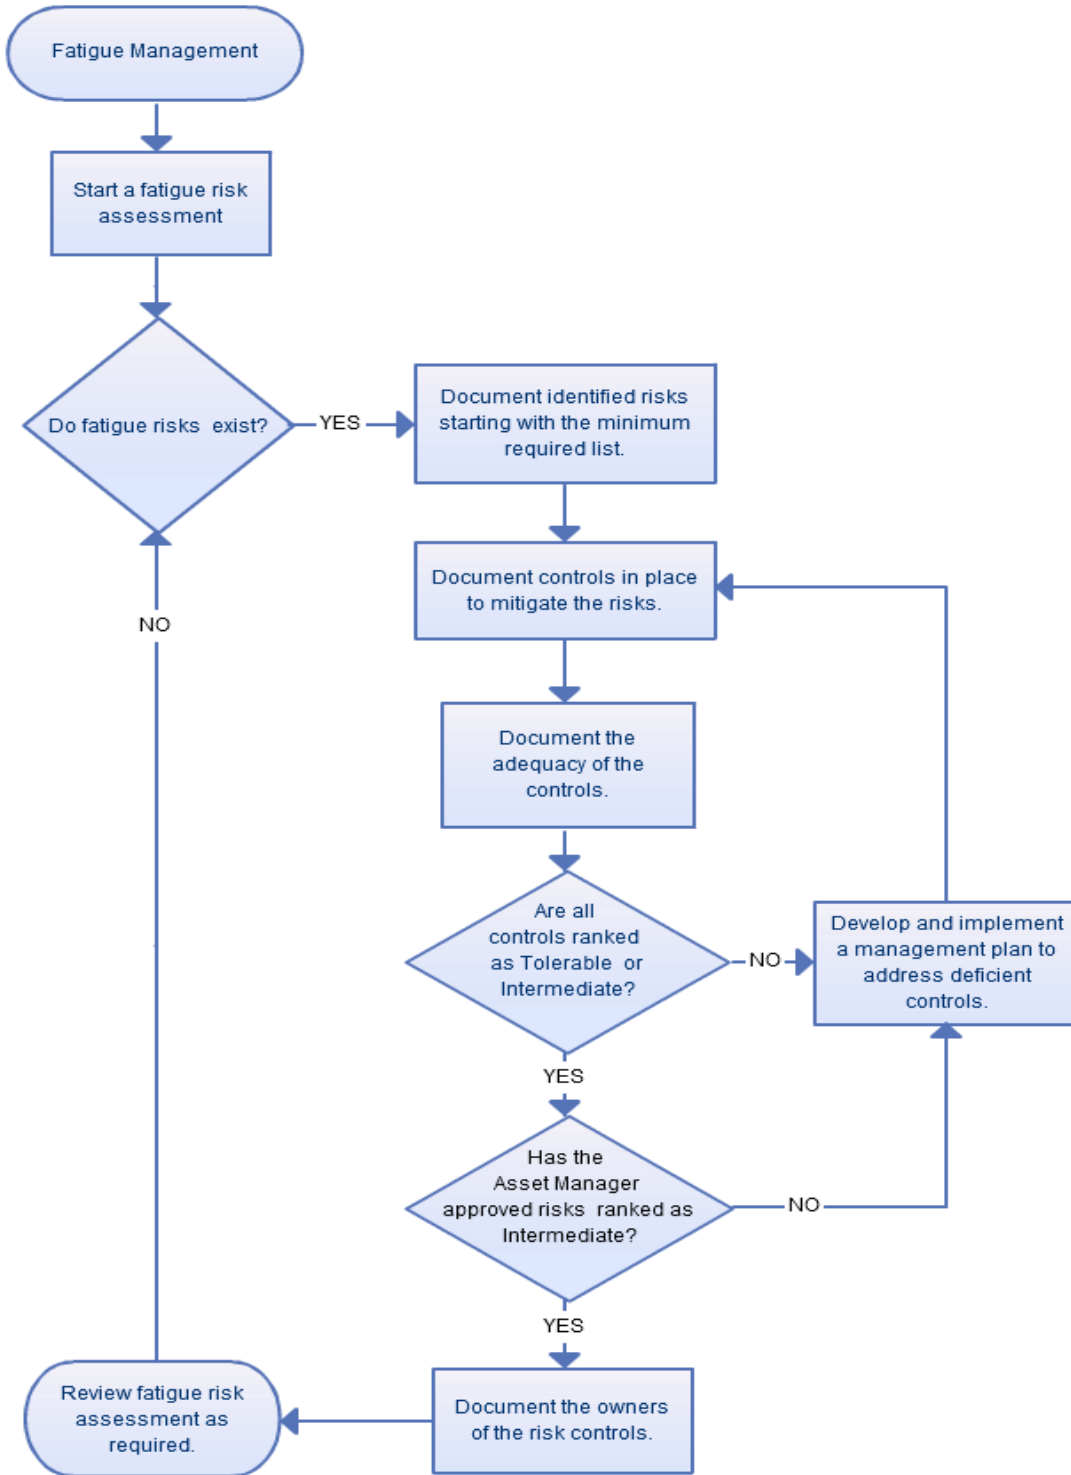 Fatigue Management
Start a fatigue risk
assessment
Do fatigue risks exist?
YES
Document identified risks
starting with the minimum
required list.
Document controls in place
to mitigate the risks.
NO
Document the
adequacy of the
controls.
Are all
controls ranked
as Tolerable or
Intermediate?
NO
Develop and implement
a management plan to
address deficient
controls.
YES
Has the
Asset Manager
approved risks ranked as
Intermediate?
NO
YES
Document the owners
of the risk controls.
Review fatigue risk
assessment as
required.